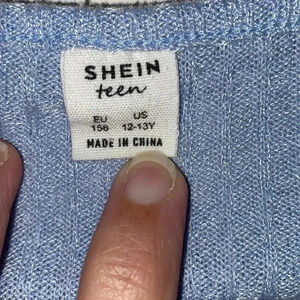 SHEIN
teen
EU US
158 12-13Y
MADE IN CHINA